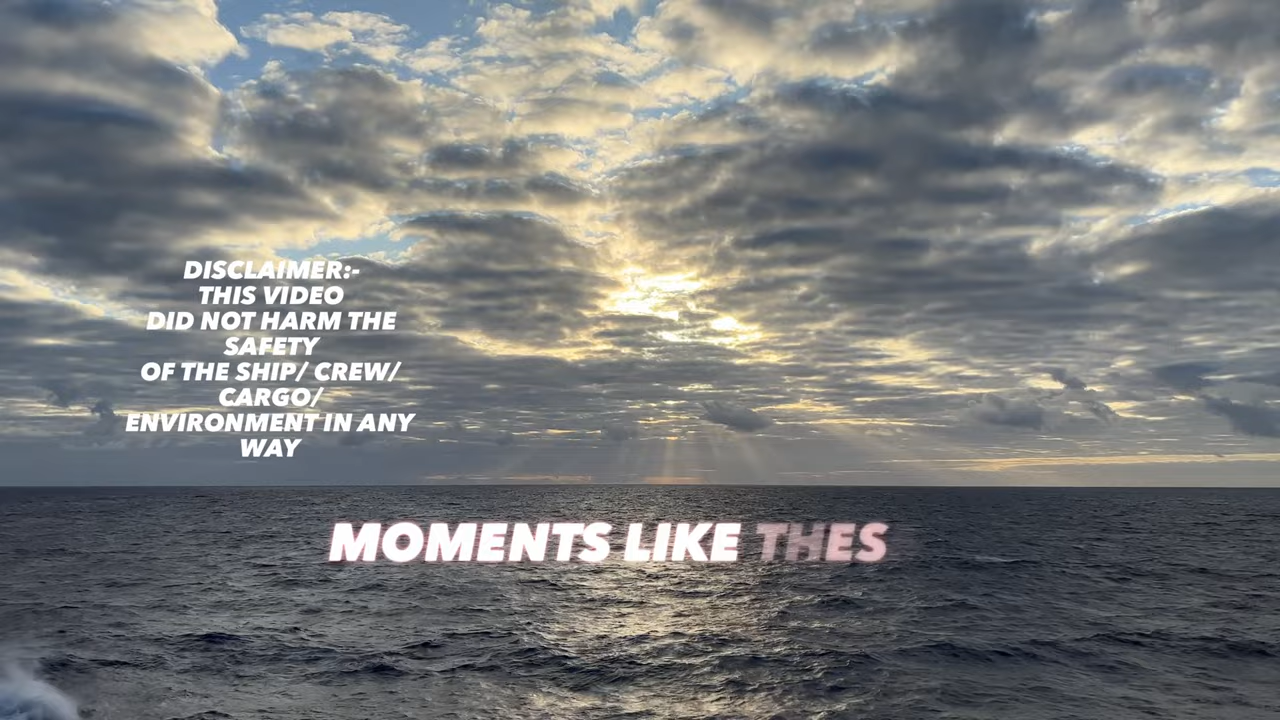 DISCLAIMER:-
THIS VIDEO
DID NOT HARM THE
SAFETY
OF THE SHIP/ CREW/
CARGO/
ENVIRONMENT IN ANY
WAY
MOMENTS LIKE THES